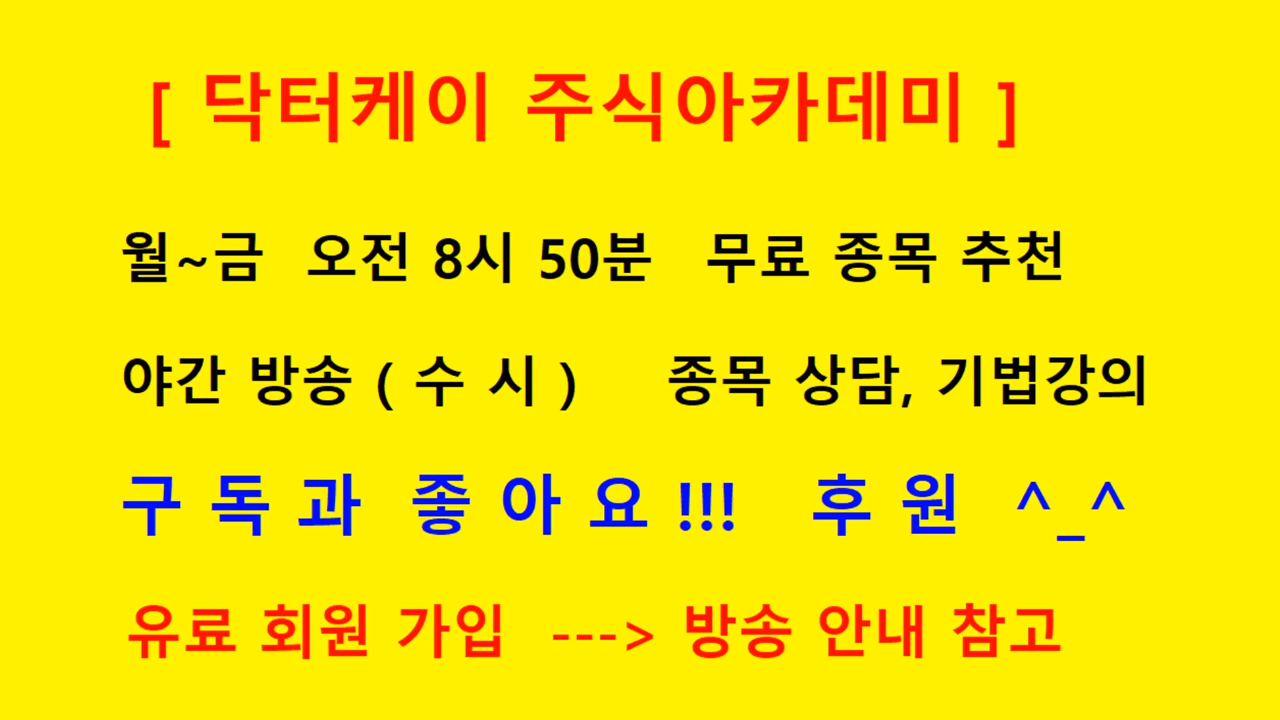 [ 닥터케이 주식아카데미 ]
월~금 오전 8시 50분 무료 종목 추천
야간 방송 ( 수 시 ) 종목 상담, 기법강의
구 독 과 좋 아 요 !!! 후 원 ^_^
유료 회원 가입 ---> 방송 안내 참고